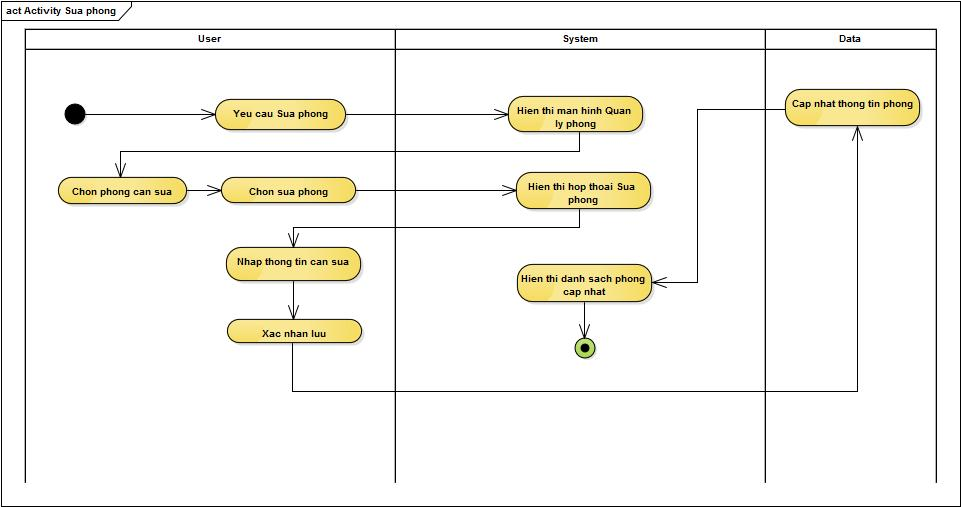 act Activity Sua phong
User
System
Data
Yeu cau Sua phong
Hien thi man hinh Quan
ly phong
Cap nhat thong tin phong
Chon phong can sua
Chon sua phong
Hien thi hop thoai Sua
phong
Nhap thong tin can sua
Hien thi danh sach phong
cap nhat
Xac nhan luu